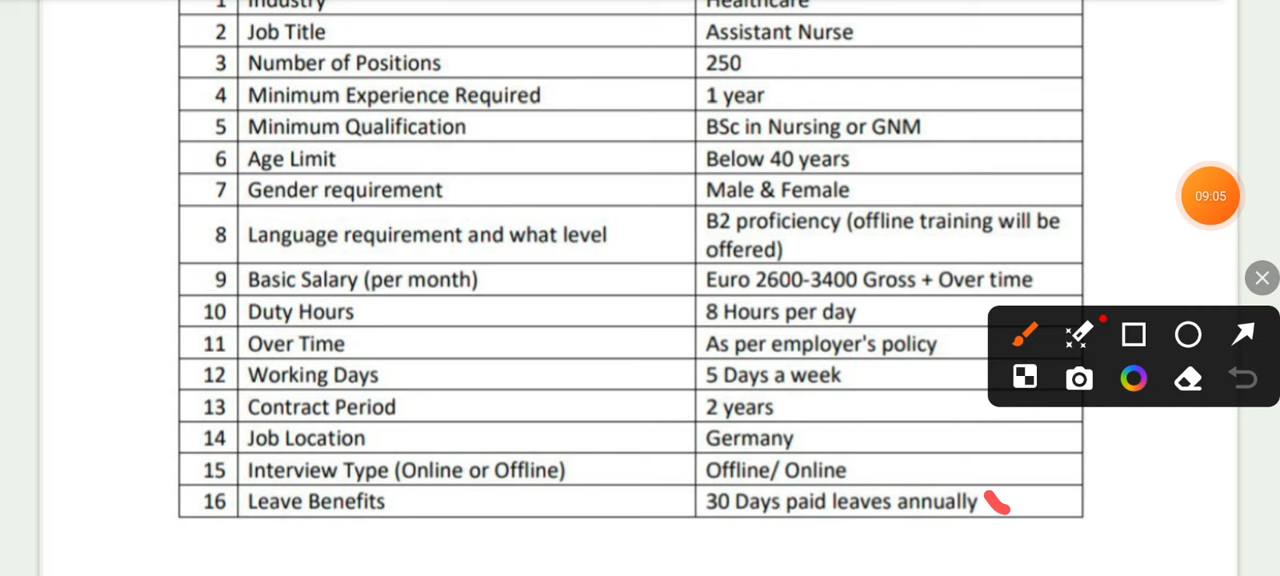 1 Industry Healthcare
2 Job Title Assistant Nurse
3 Number of Positions 250
4 Minimum Experience Required 1 year
5 Minimum Qualification BSc in Nursing or GNM
6 Age Limit Below 40 years
7 Gender requirement Male & Female
8 Language requirement and what level B2 proficiency (offline training will be
offered)
9 Basic Salary (per month) Euro 2600-3400 Gross + Over time
10 Duty Hours 8 Hours per day
11 Over Time As per employer's policy
12 Working Days 5 Days a week
13 Contract Period 2 years
14 Job Location Germany
15 Interview Type (Online or Offline) Offline/ Online
16 Leave Benefits 30 Days paid leaves annually
09:05